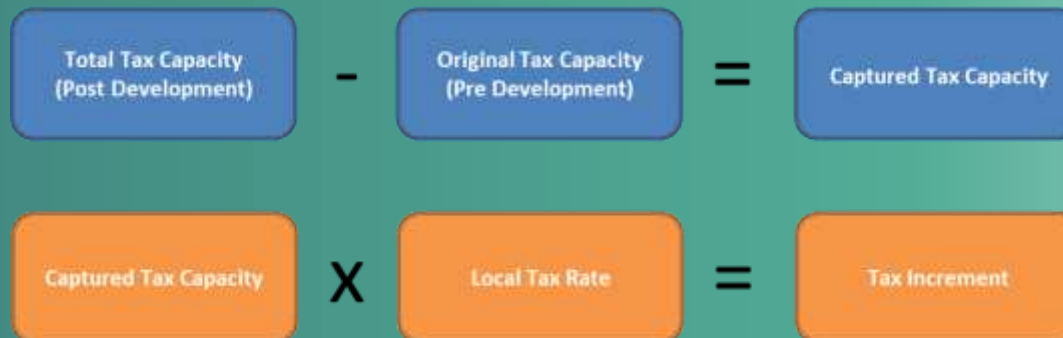 Total Tax Capacity
(Post Development)
-
Original Tax Capacity
(Pre Development)
=
Captured Tax Capacity
Captured Tax Capacity
X
Local Tax Rate
=
Tax Increment